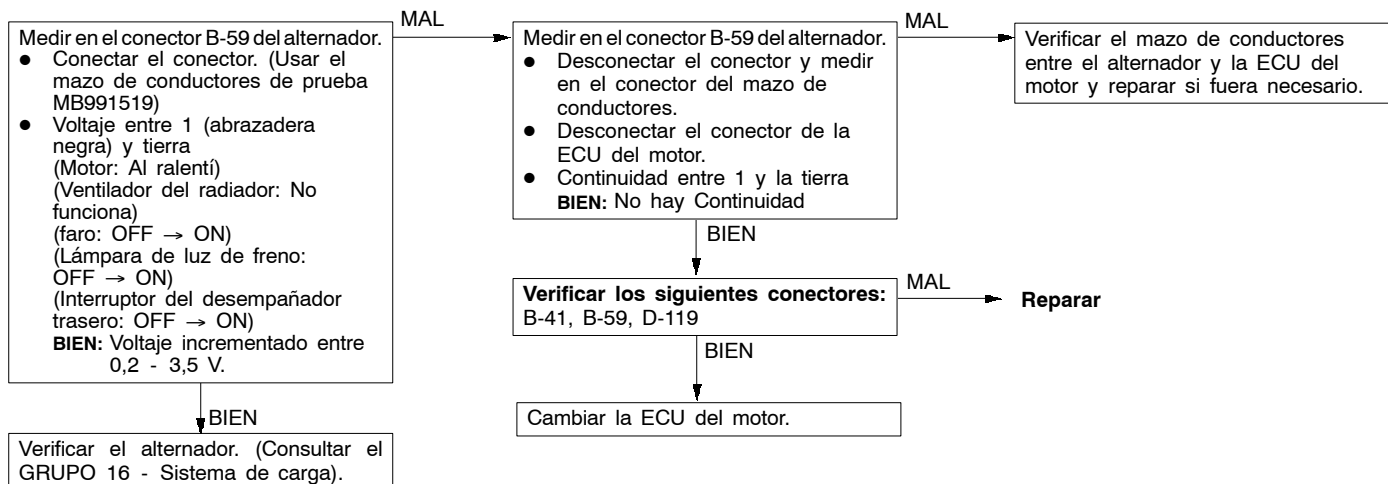 Medir en el conector B-59 del alternador.
● Conectar el conector. (Usar el
mazo de conductores de prueba
MB991519)
● Voltaje entre 1 (abrazadera
negra) y tierra
(Motor: Al ralentí)
(Ventilador del radiador: No
funciona)
(faro: OFF → ON)
(Lámpara de luz de freno:
OFF → ON)
(Interruptor del desempañador
trasero: OFF → ON)
BIEN: Voltaje incrementado entre
0,2 - 3,5 V.
MAL
BIEN
Verificar el alternador. (Consultar el
GRUPO 16 - Sistema de carga).
Medir en el conector B-59 del alternador.
● Desconectar el conector y medir
en el conector del mazo de
conductores.
● Desconectar el conector de la
ECU del motor.
● Continuidad entre 1 y la tierra
BIEN: No hay Continuidad
MAL
Verificar el mazo de conductores
entre el alternador y la ECU del
motor y reparar si fuera necesario.
BIEN
Verificar los siguientes conectores:
B-41, B-59, D-119
MAL
Reparar
BIEN
Cambiar la ECU del motor.